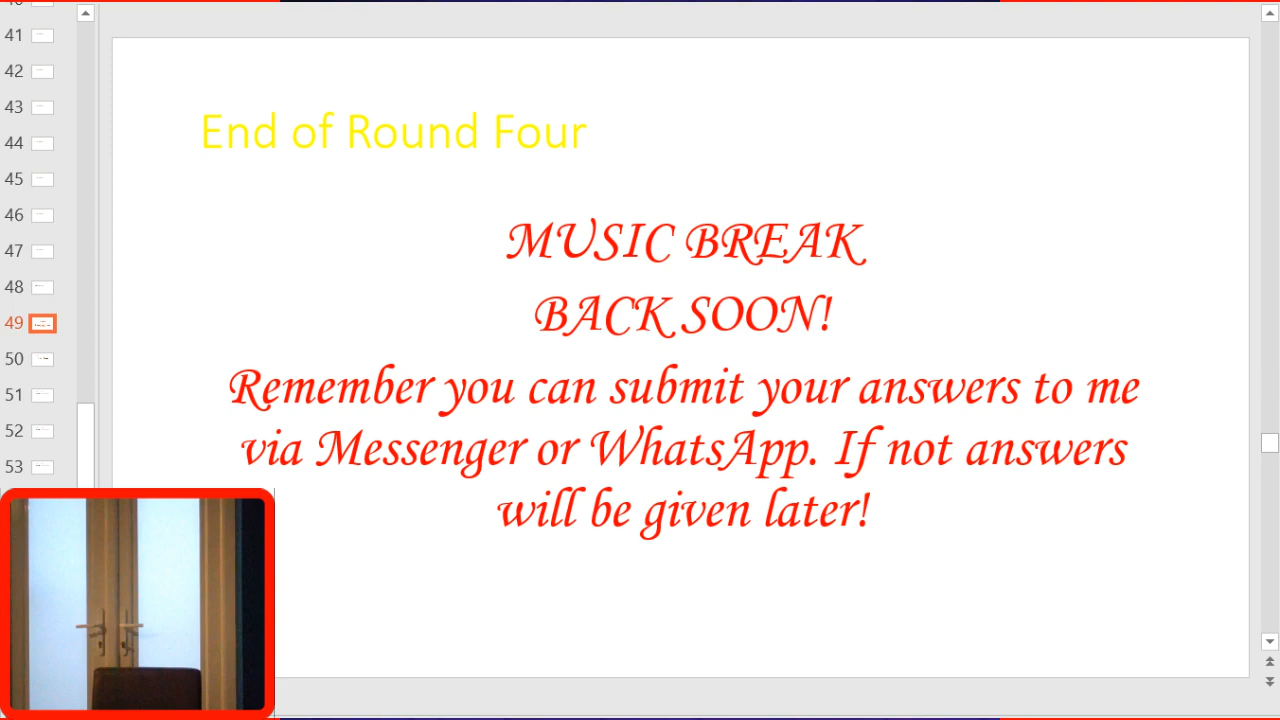 41
42
43
44
45
46
47
48
49
50
51
52
53
End of Round Four
MUSIC BREAK
BACK SOON!
Remember you can submit your answers to me
via Messenger or WhatsApp. If not answers
will be given later!